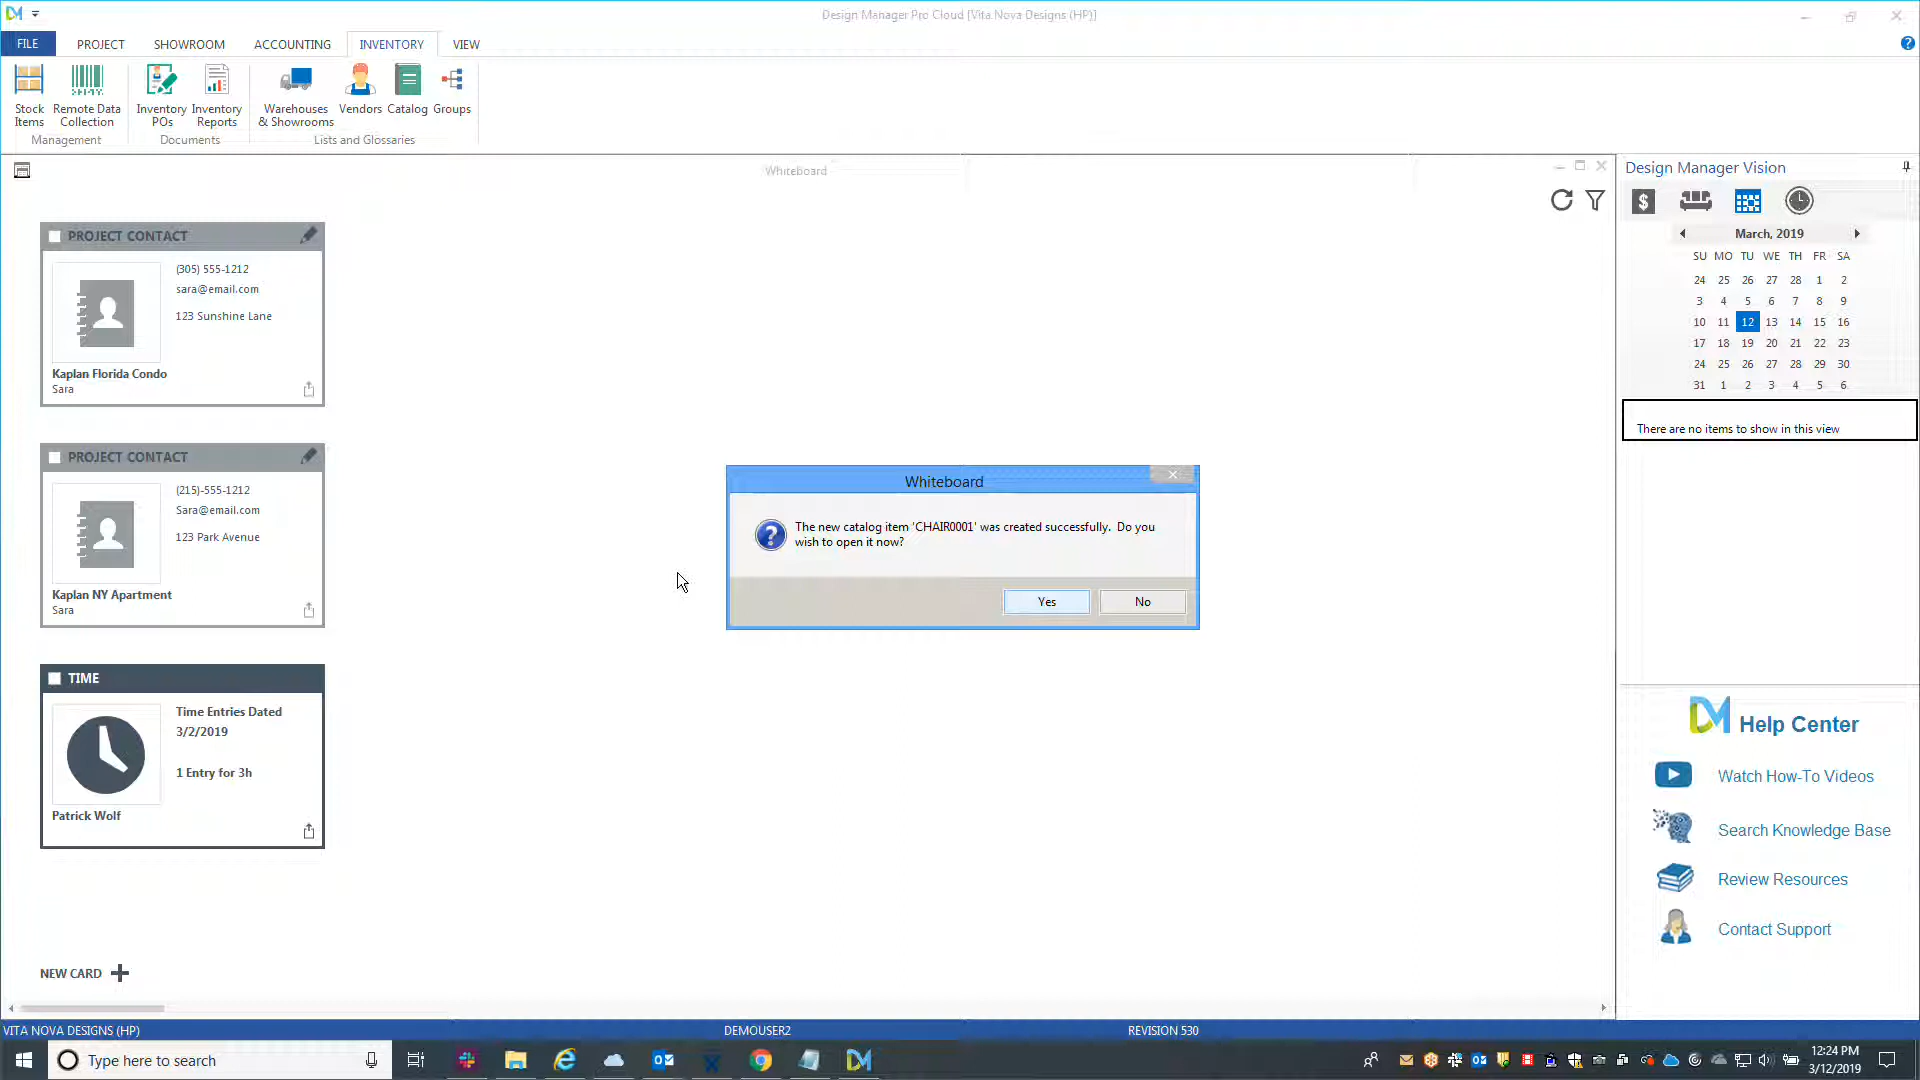 Design Manager Pro Cloud [Vita Nova Designs (HP)]
FILE
PROJECT
SHOWROOM
ACCOUNTING
INVENTORY
VIEW
Stock Items
Remote Data Collection
Inventory POs
Inventory Reports
Warehouses & Showrooms
Vendors
Catalog
Groups
Management
Documents
Lists and Glossaries
Whiteboard
PROJECT CONTACT
(305) 555-1212
sara@email.com
123 Sunshine Lane
Kaplan Florida Condo
Sara
PROJECT CONTACT
(215)-555-1212
Sara@email.com
123 Park Avenue
Kaplan NY Apartment
Sara
TIME
Time Entries Dated
3/2/2019
1 Entry for 3h
Patrick Wolf
NEW CARD
Whiteboard
The new catalog item 'CHAIR0001' was created successfully. Do you
wish to open it now?
Yes
No
Design Manager Vision
March, 2019
SU MO TU WE TH FR SA
24 25 26 27 28 1 2
3 4 5 6 7 8 9
10 11 12 13 14 15 16
17 18 19 20 21 22 23
24 25 26 27 28 29 30
31 1 2 3 4 5 6
There are no items to show in this view
Help Center
Watch How-To Videos
Search Knowledge Base
Review Resources
Contact Support
VITA NOVA DESIGNS (HP)
DEMOUSER2
REVISION 530
Type here to search
12:24 PM
3/12/2019